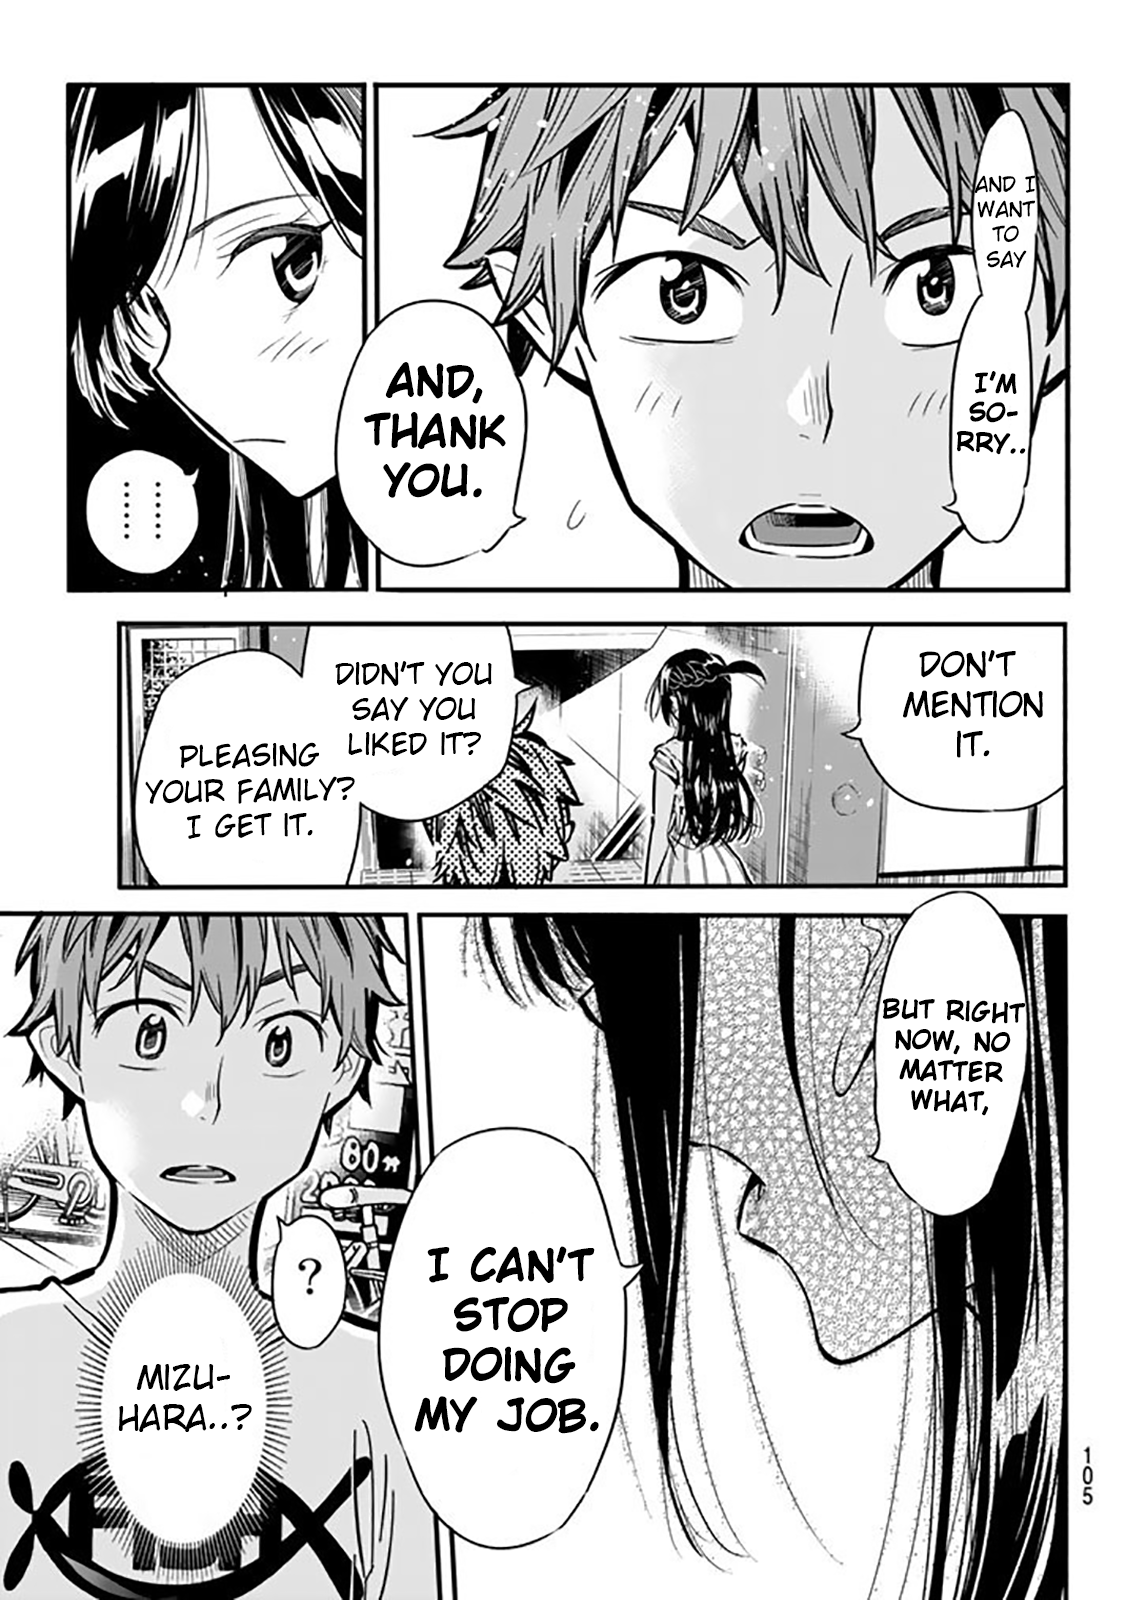 AND I
WANT
TO
SAY
I'M
SO-
RRY..
AND,
THANK
YOU.
DON'T
MENTION
IT.
DIDN'T YOU
SAY YOU
LIKED IT?
PLEASING
YOUR FAMILY?
I GET IT.
BUT RIGHT
NOW, NO
MATTER
WHAT,
I CAN'T
STOP
DOING
MY JOB.
80
?
MIZU-
HARA..?
105